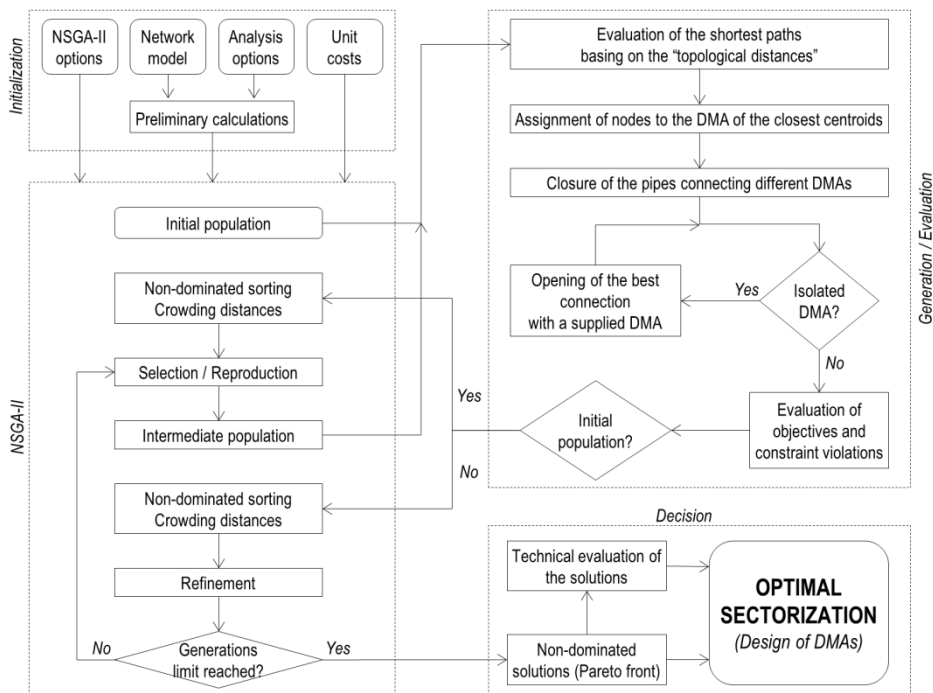 Initialization
NSGA-II
options
Network
model
Analysis
options
Unit
costs
Preliminary calculations
NSGA-II
Initial population
Non-dominated sorting
Crowding distances
Selection / Reproduction
Intermediate population
Non-dominated sorting
Crowding distances
Refinement
Generations
limit reached?
No
Yes
Generation / Evaluation
Evaluation of the shortest paths
basing on the “topological distances”
Assignment of nodes to the DMA of the closest centroids
Closure of the pipes connecting different DMAs
Opening of the best
connection
with a supplied DMA
Yes
Isolated
DMA?
No
Evaluation of
objectives and
constraint violations
Initial
population?
Yes
No
Decision
Technical evaluation of
the solutions
Non-dominated
solutions (Pareto front)
OPTIMAL
SECTORIZATION
(Design of DMAs)